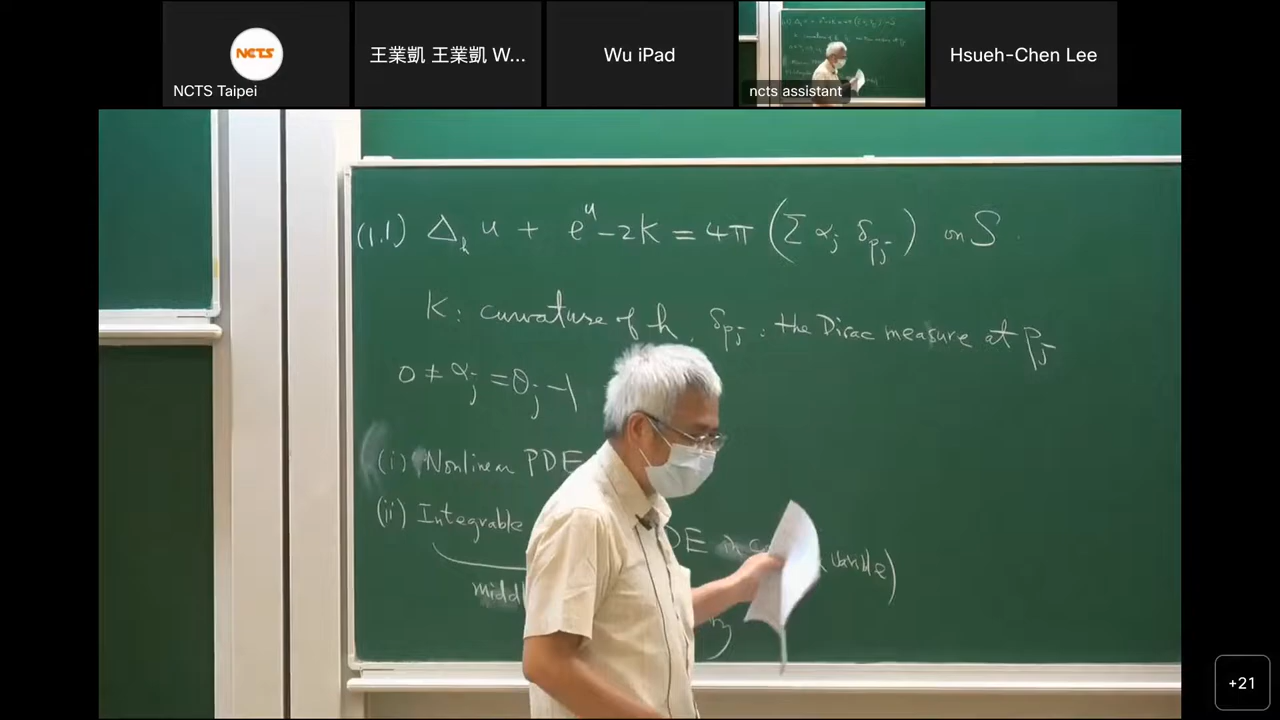 NCTS
NCTS Taipei
王業凱 王業凱 W...
Wu iPad
ncts assistant
Hsueh-Chen Lee
(1.1) Δ_h u + e^u - 2K = 4π (Σ α_j δ_{p_j}) on S
K: curvature of h, δ_{p_j}: the Dirac measure at P_j
0 ≠ α_j = θ_j - 1
(i) Nonlinear PDE
(ii) Integrable DE variable)
+21